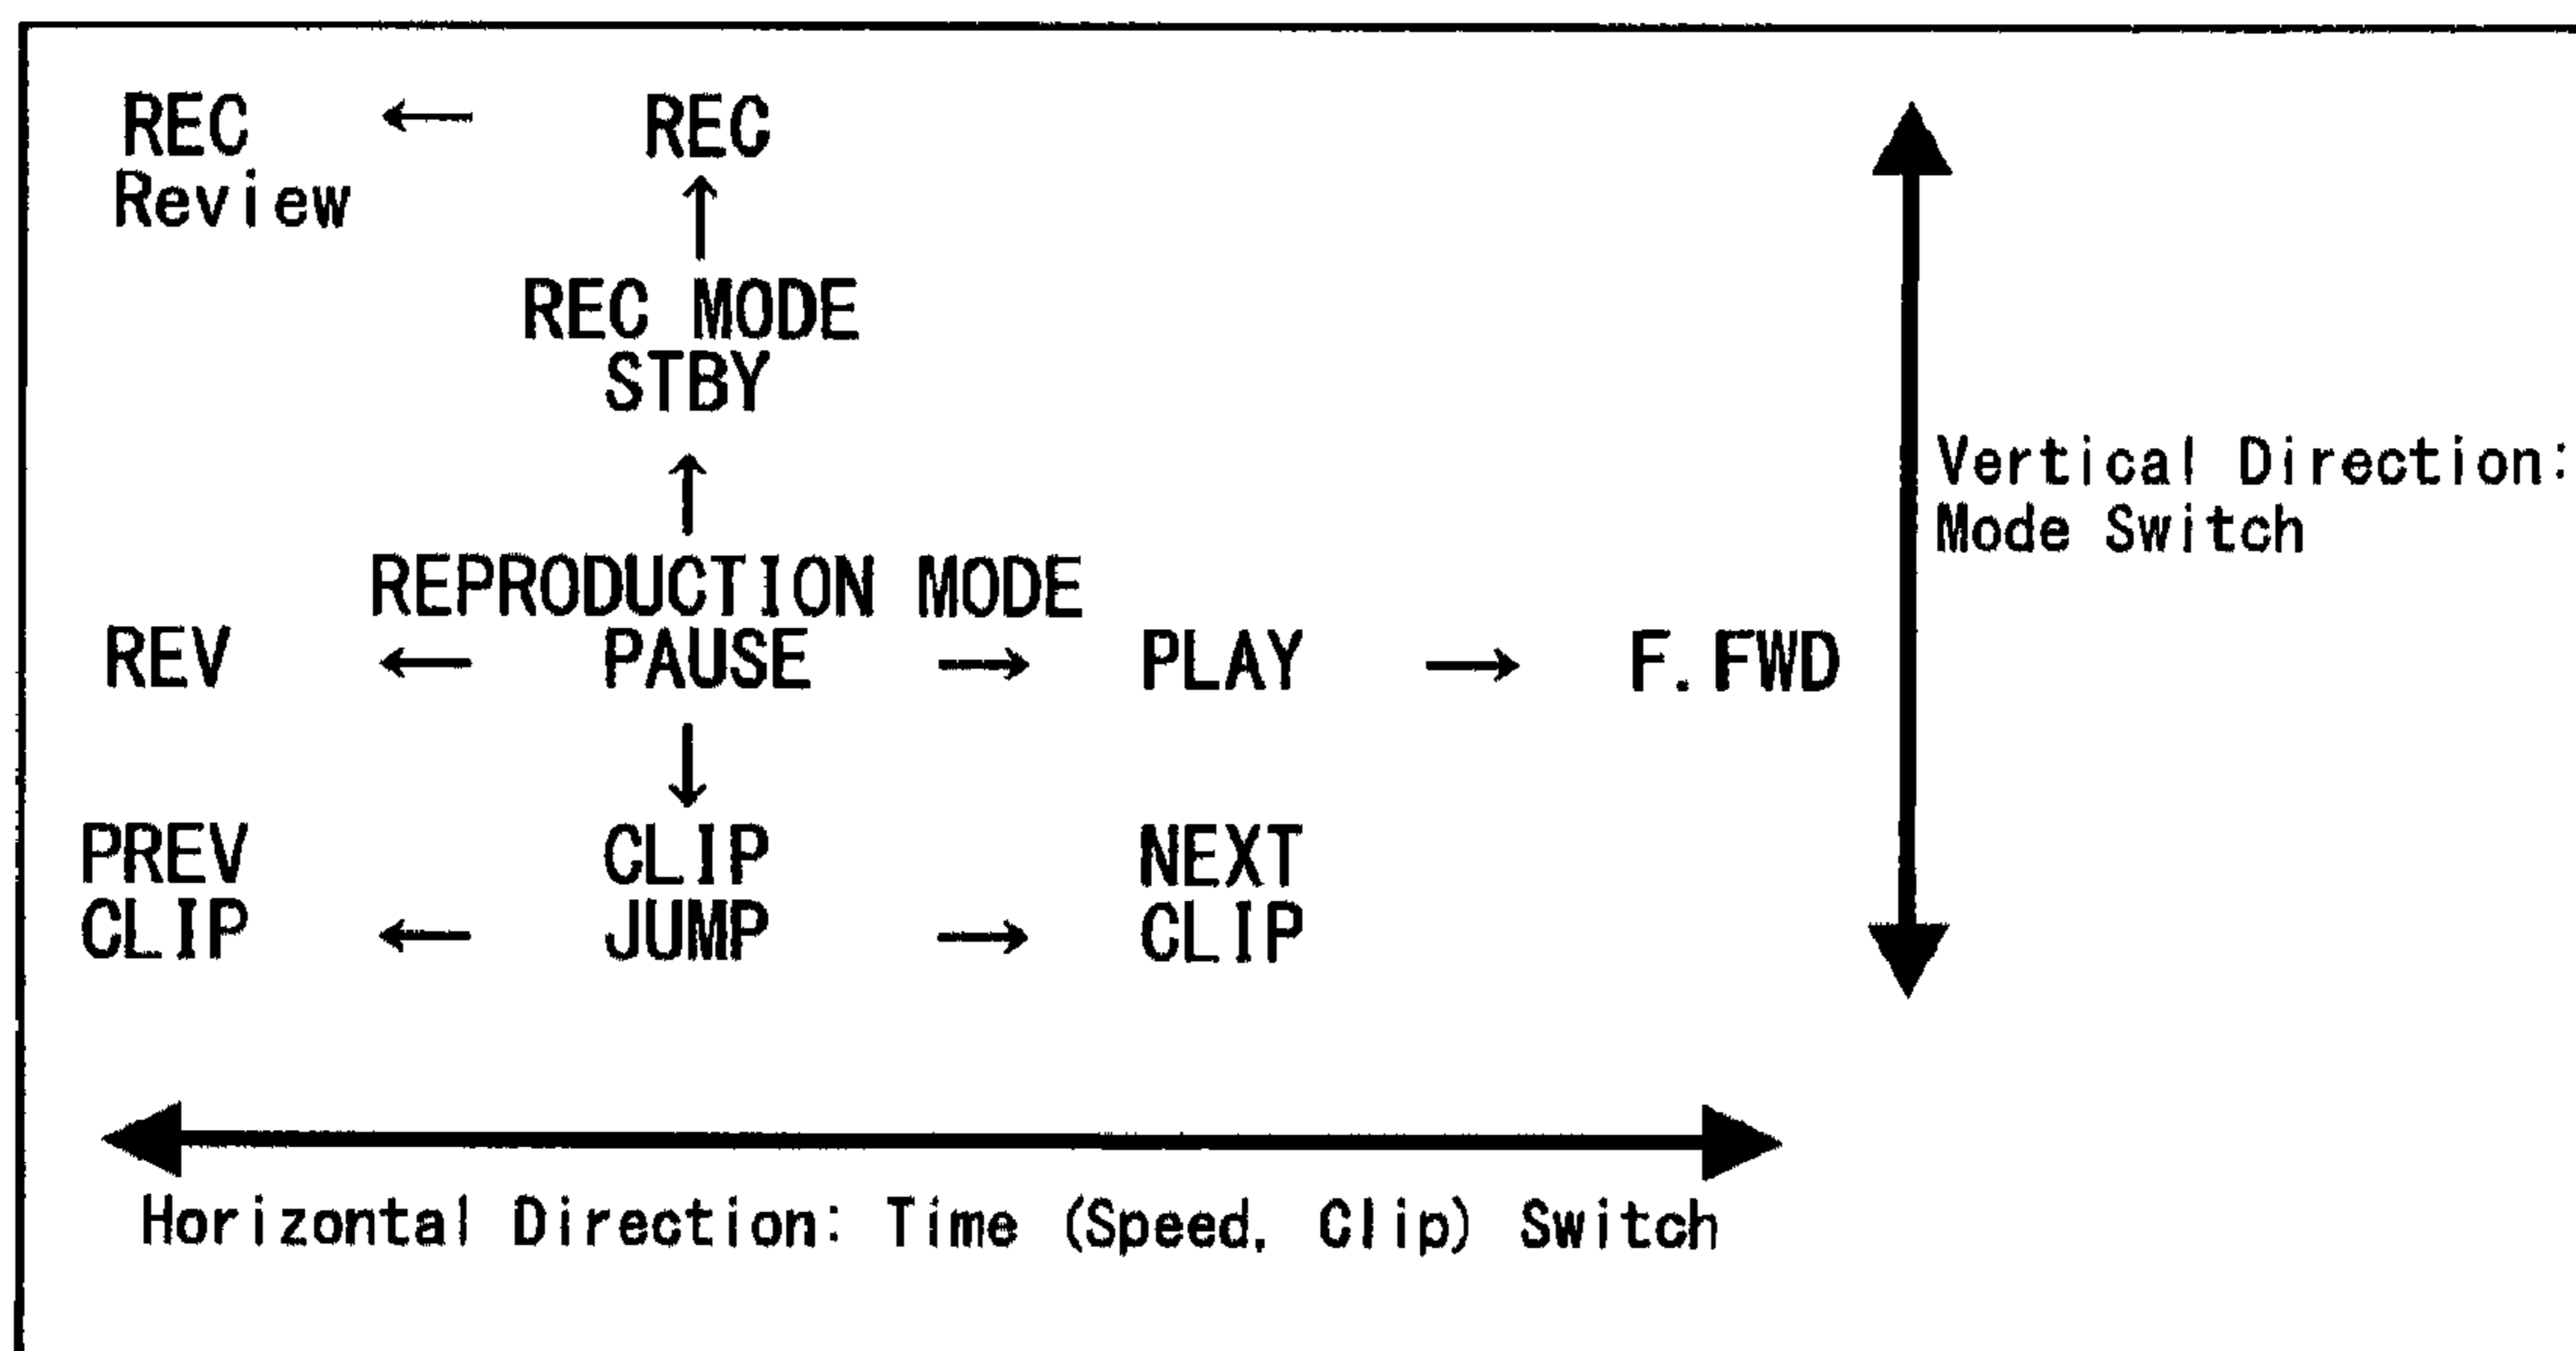 REC ← REC
Review
↑
REC MODE
STBY
↑
Vertical Direction:
Mode Switch
REPRODUCTION MODE
REV ← PAUSE → PLAY → F.FWD
↓
PREV CLIP NEXT
CLIP ← JUMP → CLIP
Horizontal Direction: Time (Speed, Clip) Switch